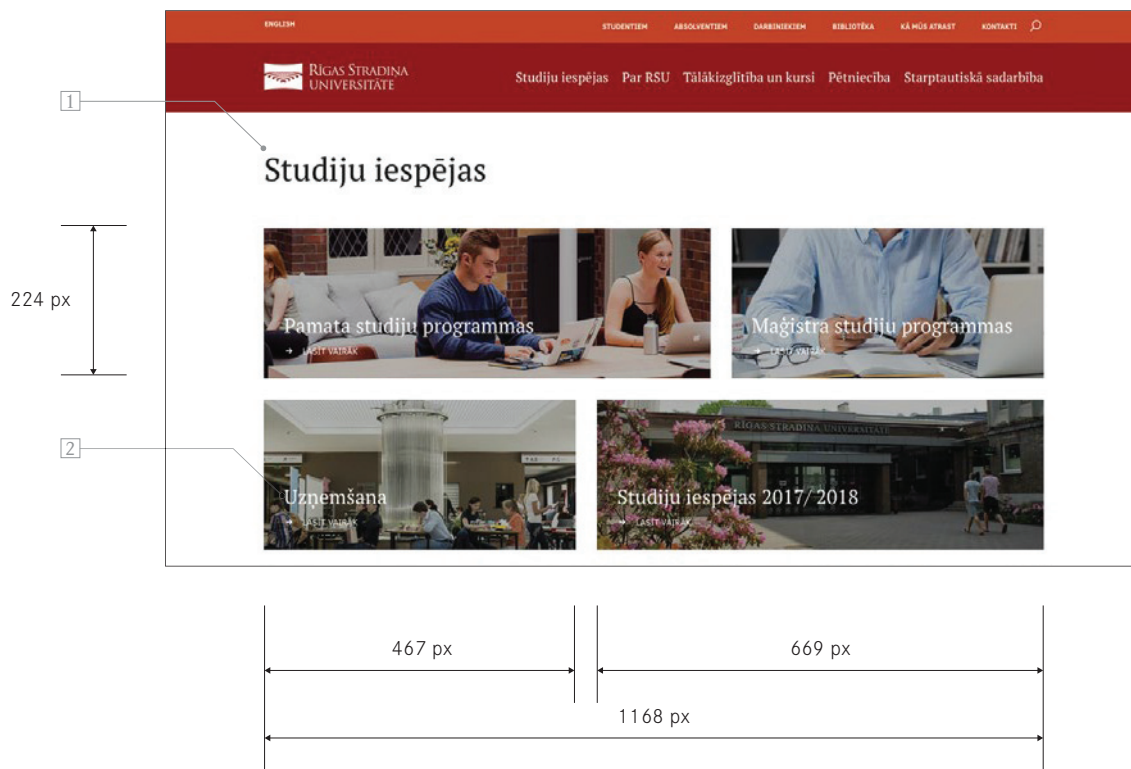 ENGLISH
STUDENTIEM ABSOLVENTIEM DARBINIEKIEM BIBLIOTĒKA KĀ MŪS ATRAST KONTAKTI
RĪGAS STRADIŅA
UNIVERSITĀTE
Studiju iespējas Par RSU Tālākizglītība un kursi Pētniecība Starptautiskā sadarbība
1
Studiju iespējas
224 px
Pamata studiju programmas
LASĪT VAIRĀK
Maģistra studiju programmas
LASĪT VAIRĀK
2
RĪGAS STRADIŅA UNIVERSITĀTE
Uzņemšana
LASĪT VAIRĀK
Studiju iespējas 2017/2018
LASĪT VAIRĀK
467 px
669 px
1168 px